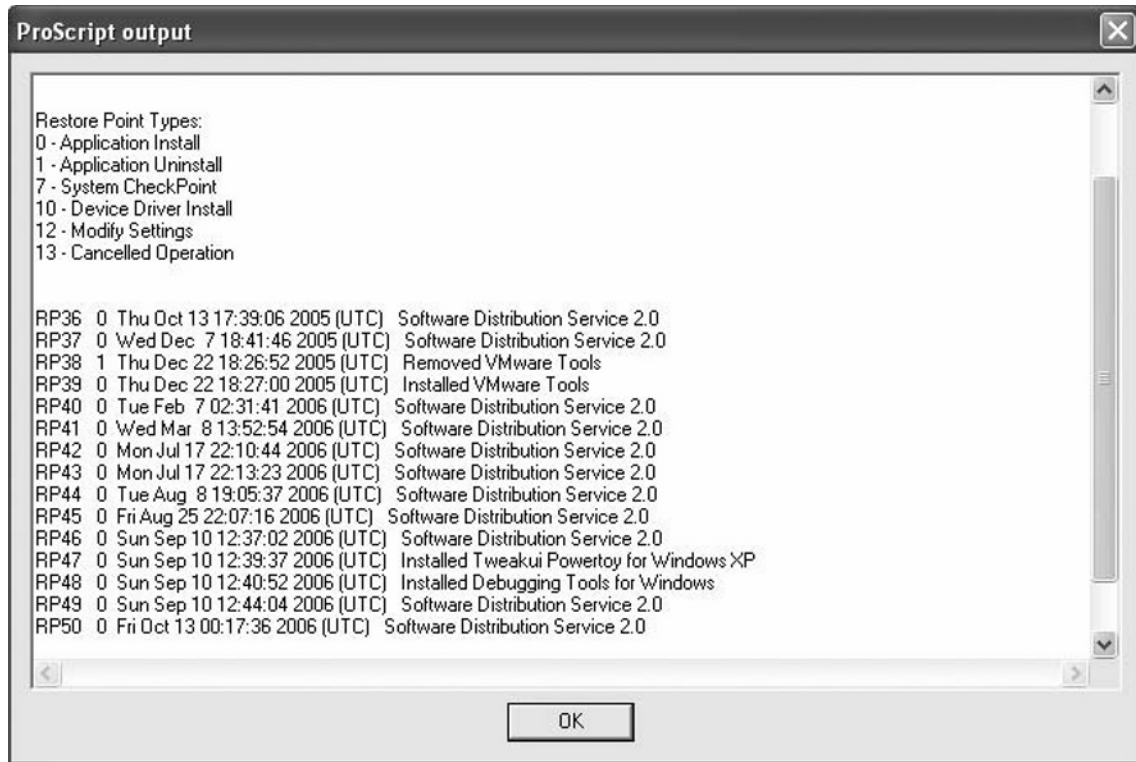 ProScript output
Restore Point Types:
0 - Application Install
1 - Application Uninstall
7 - System CheckPoint
10 - Device Driver Install
12 - Modify Settings
13 - Cancelled Operation
RP36 0 Thu Oct 13 17:39:06 2005 (UTC) Software Distribution Service 2.0
RP37 0 Wed Dec 7 18:41:46 2005 (UTC) Software Distribution Service 2.0
RP38 1 Thu Dec 22 18:26:52 2005 (UTC) Removed VMware Tools
RP39 0 Thu Dec 22 18:27:00 2005 (UTC) Installed VMware Tools
RP40 0 Tue Feb 7 02:31:41 2006 (UTC) Software Distribution Service 2.0
RP41 0 Wed Mar 8 13:52:54 2006 (UTC) Software Distribution Service 2.0
RP42 0 Mon Jul 17 22:10:44 2006 (UTC) Software Distribution Service 2.0
RP43 0 Mon Jul 17 22:13:23 2006 (UTC) Software Distribution Service 2.0
RP44 0 Tue Aug 8 19:05:37 2006 (UTC) Software Distribution Service 2.0
RP45 0 Fri Aug 25 22:07:16 2006 (UTC) Software Distribution Service 2.0
RP46 0 Sun Sep 10 12:37:02 2006 (UTC) Software Distribution Service 2.0
RP47 0 Sun Sep 10 12:39:37 2006 (UTC) Installed Tweakui Powertoy for Windows XP
RP48 0 Sun Sep 10 12:40:52 2006 (UTC) Installed Debugging Tools for Windows
RP49 0 Sun Sep 10 12:44:04 2006 (UTC) Software Distribution Service 2.0
RP50 0 Fri Oct 13 00:17:36 2006 (UTC) Software Distribution Service 2.0
OK